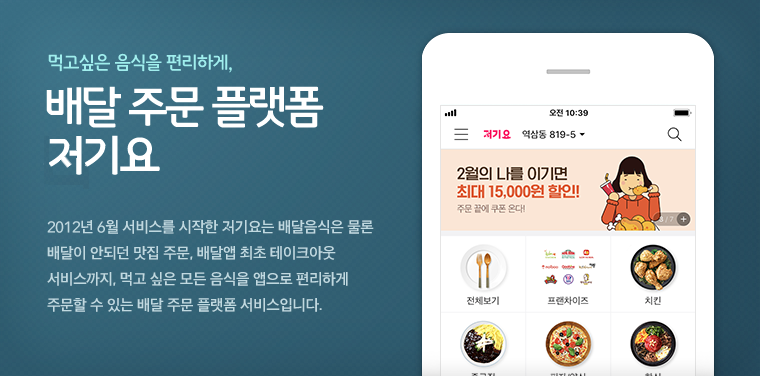 먹고싶은 음식을 편리하게,
배달 주문 플랫폼
저기요
2012년 6월 서비스를 시작한 저기요는 배달음식은 물론
배달이 안되던 맛집 주문, 배달앱 최초 테이크아웃
서비스까지, 먹고 싶은 모든 음식을 앱으로 편리하게
주문할 수 있는 배달 주문 플랫폼 서비스입니다.
오전 10:39
저기요 역삼동 819-5
2월의 나를 이기면
최대 15,000원 할인!
주문 끝에 쿠폰 온다!
/ 7 +
전체보기
프랜차이즈
치킨